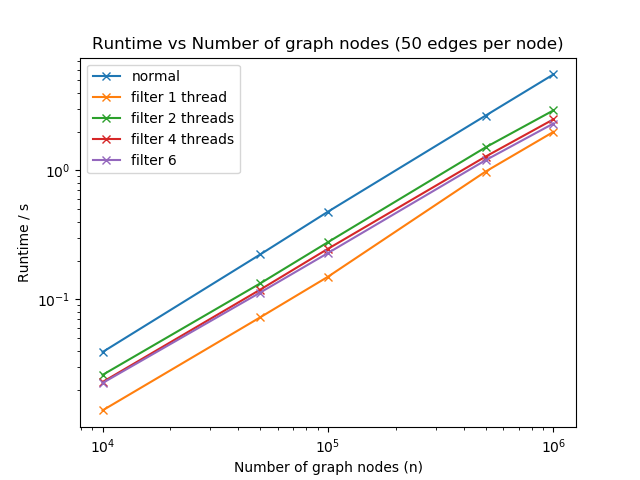 Runtime vs Number of graph nodes (50 edges per node)
normal
filter 1 thread
filter 2 threads
filter 4 threads
filter 6
Runtime / s
10⁰
10⁻¹
10⁴
10⁵
10⁶
Number of graph nodes (n)